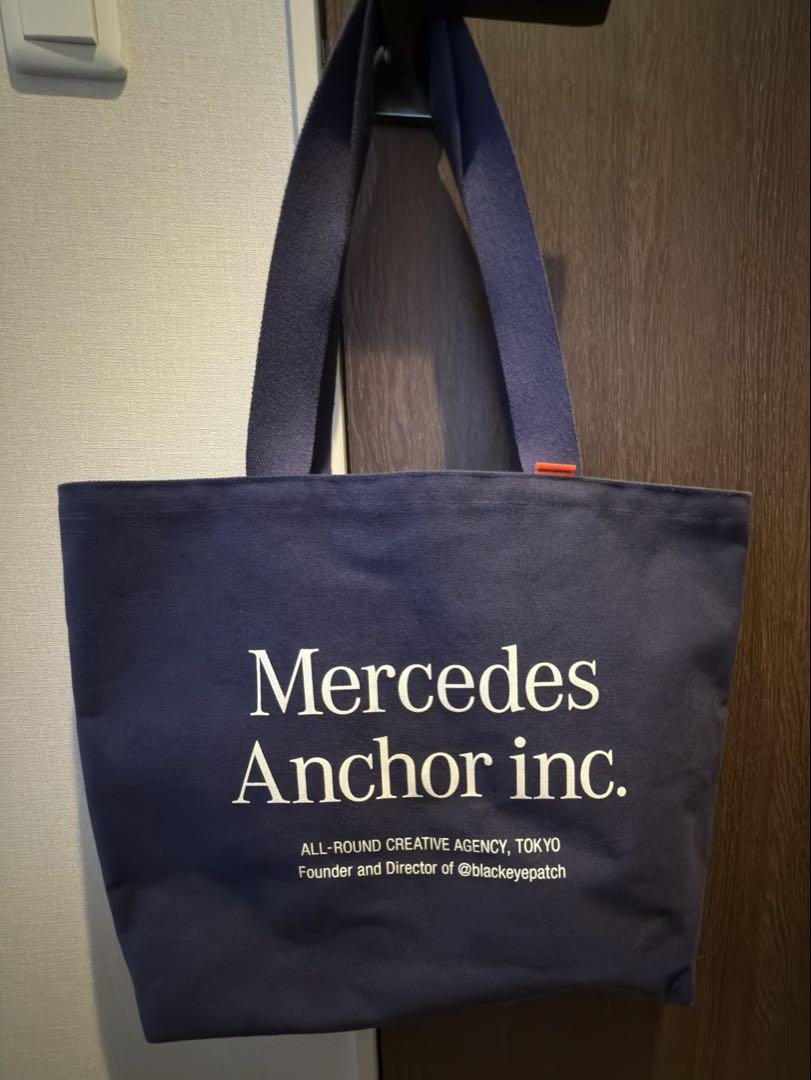 Mercedes
Anchor inc.
ALL-ROUND CREATIVE AGENCY, TOKYO
Founder and Director of @blackeyepatch